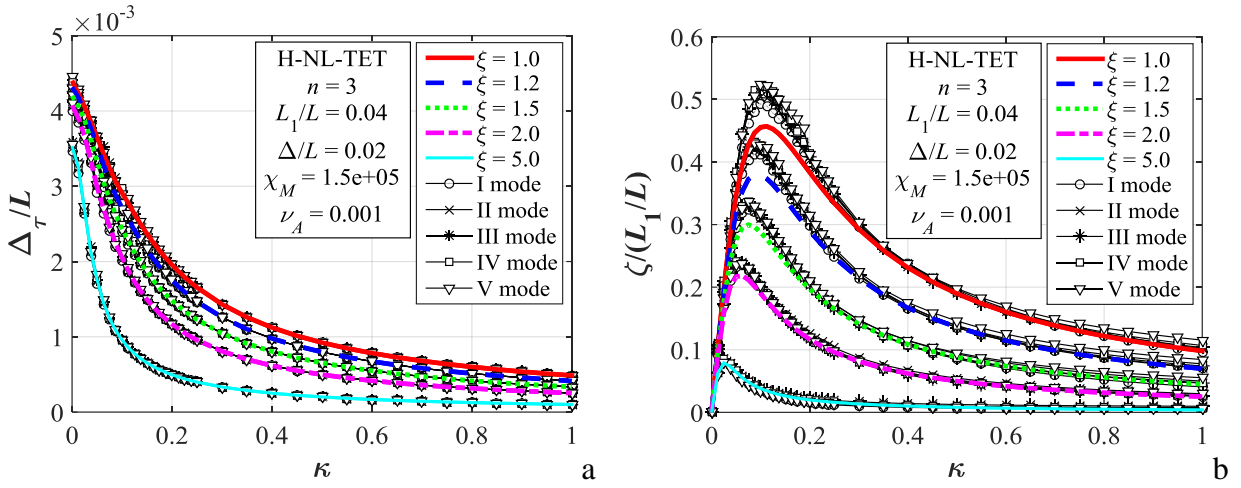 ×10⁻³
5
4
3
2
1
0
Δ_τ/L
0
0.2
0.4
0.6
0.8
1
κ
H-NL-TET
n = 3
L₁/L = 0.04
Δ/L = 0.02
χ_M = 1.5e+05
ν_A = 0.001
ξ = 1.0
ξ = 1.2
ξ = 1.5
ξ = 2.0
ξ = 5.0
I mode
II mode
III mode
IV mode
V mode
a
0.6
0.5
0.4
0.3
0.2
0.1
0
ζ/(L₁/L)
0
0.2
0.4
0.6
0.8
1
κ
H-NL-TET
n = 3
L₁/L = 0.04
Δ/L = 0.02
χ_M = 1.5e+05
ν_A = 0.001
ξ = 1.0
ξ = 1.2
ξ = 1.5
ξ = 2.0
ξ = 5.0
I mode
II mode
III mode
IV mode
V mode
b